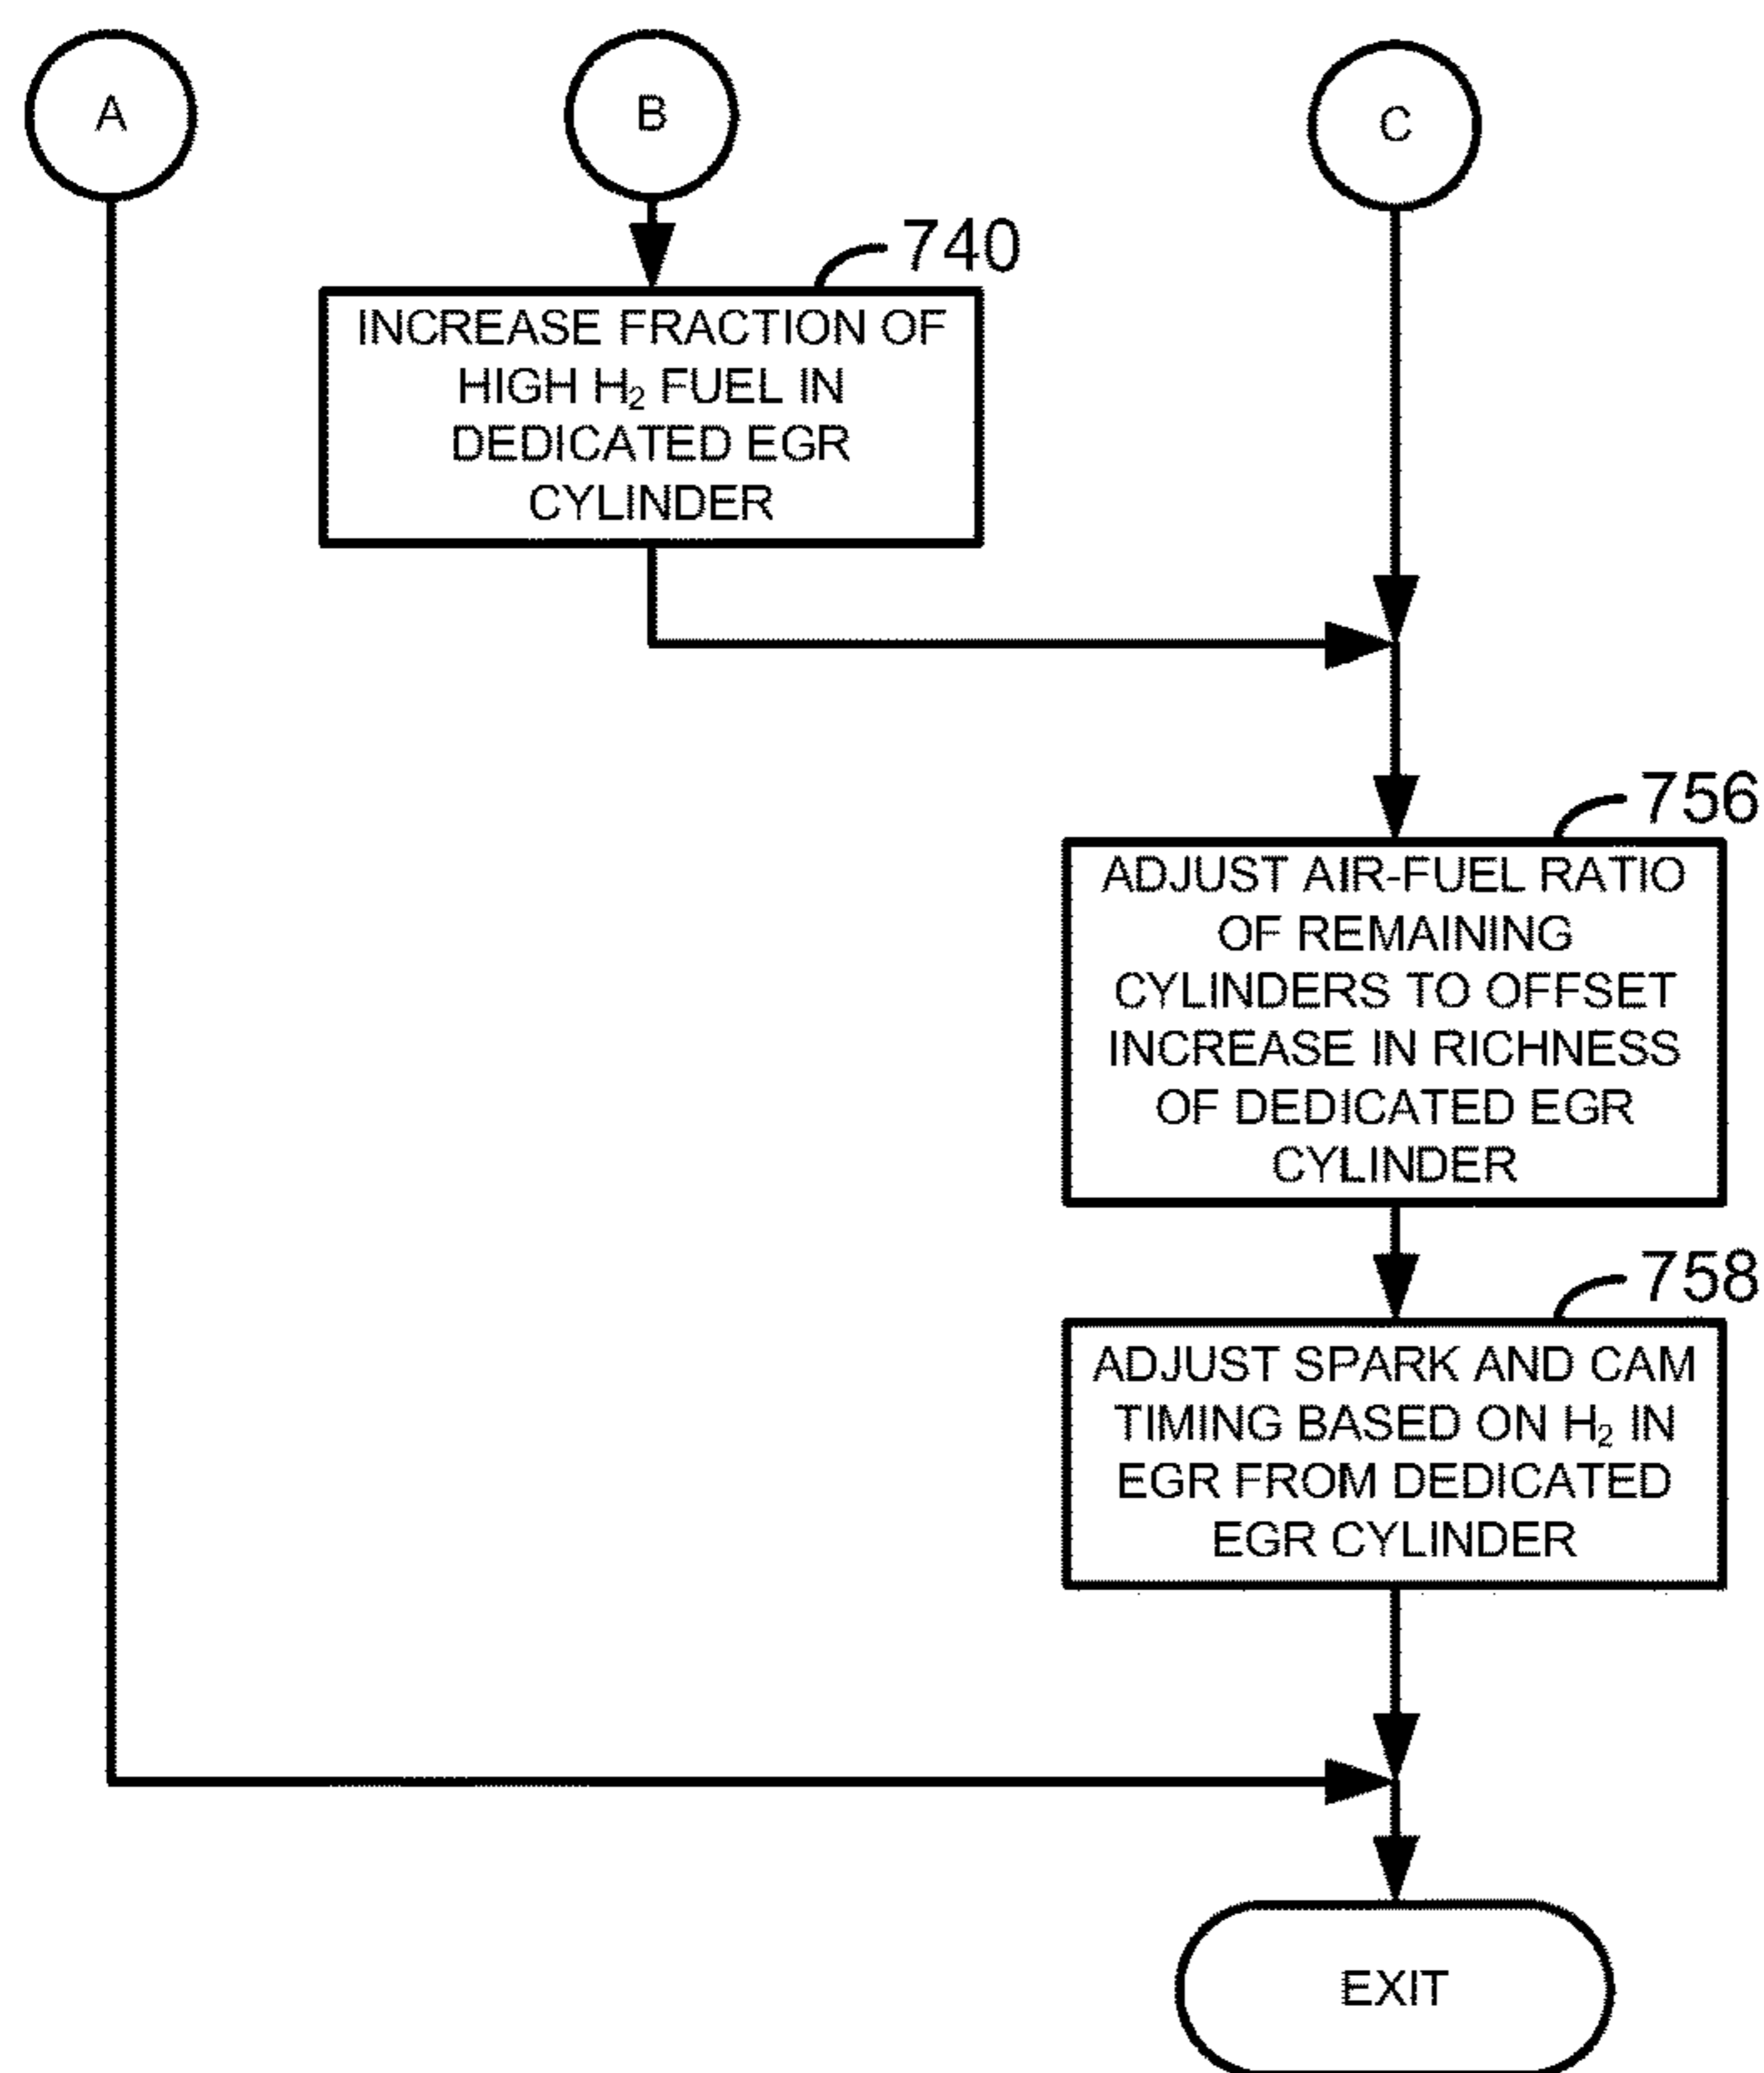 A
B
C
740
INCREASE FRACTION OF
HIGH H₂ FUEL IN
DEDICATED EGR
CYLINDER
756
ADJUST AIR-FUEL RATIO
OF REMAINING
CYLINDERS TO OFFSET
INCREASE IN RICHNESS
OF DEDICATED EGR
CYLINDER
758
ADJUST SPARK AND CAM
TIMING BASED ON H₂ IN
EGR FROM DEDICATED
EGR CYLINDER
EXIT